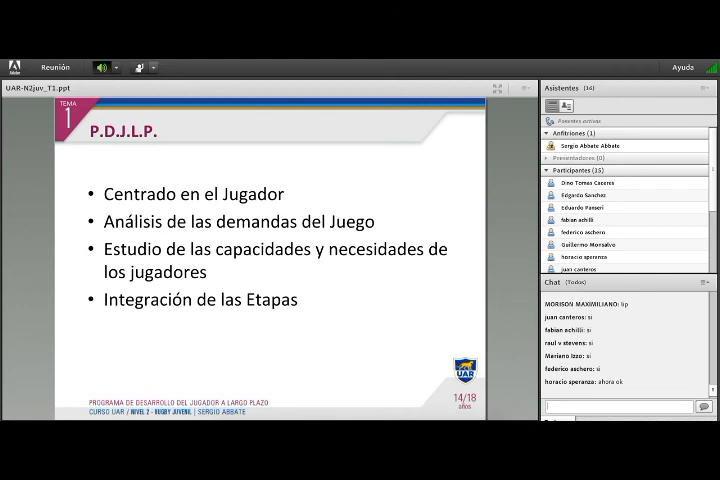 Adobe
Reunión
Ayuda
UAR-N2juv_T1.ppt
TEMA
1
P.D.J.L.P.
• Centrado en el Jugador
• Análisis de las demandas del Juego
• Estudio de las capacidades y necesidades de
los jugadores
• Integración de las Etapas
UAR
14/18
años
PROGRAMA DE DESARROLLO DEL JUGADOR A LARGO PLAZO
CURSO UAR / NIVEL 2 - RUGBY JUVENIL | SERGIO ABBATE
Asistentes (16)
Ponentes activos
Anfitriones (1)
Sergio Abbate Abbate
Presentadores (0)
Participantes (15)
Dino Tomas Caceres
Edgardo Sanchez
Eduardo Panseri
fabian achilli
federico aschero
Guillermo Monsalvo
horacio speranza
juan canteros
Chat (Todos)
MORISON MAXIMILIANO: lip
juan canteros: si
fabian achilli: si
raul v stevens: si
Mariano Izzo: si
federico aschero: si
horacio speranza: ahora ok